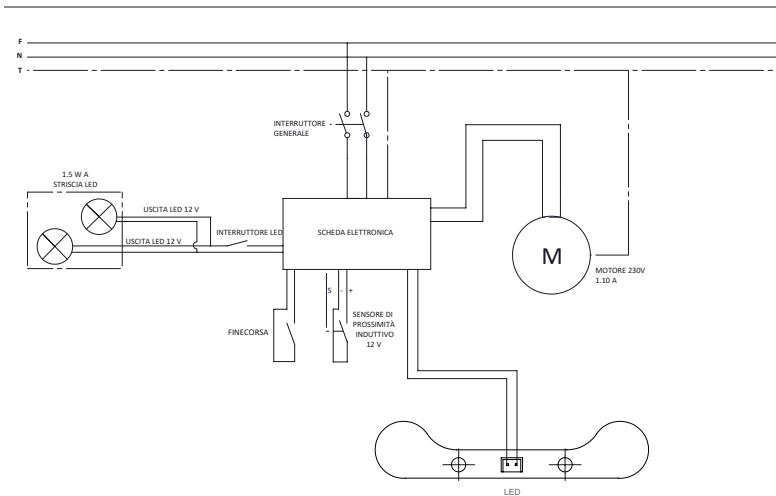 F
N
T
INTERRUTTORE
GENERALE
1.5 W A
STRISCIA LED
USCITA LED 12 V
INTERRUTTORE LED
USCITA LED 12 V
SCHEDA ELETTRONICA
M
MOTORE 230V
1.10 A
S - +
FINECORSA
SENSORE DI
PROSSIMITÀ
INDUTTIVO
12 V
LED